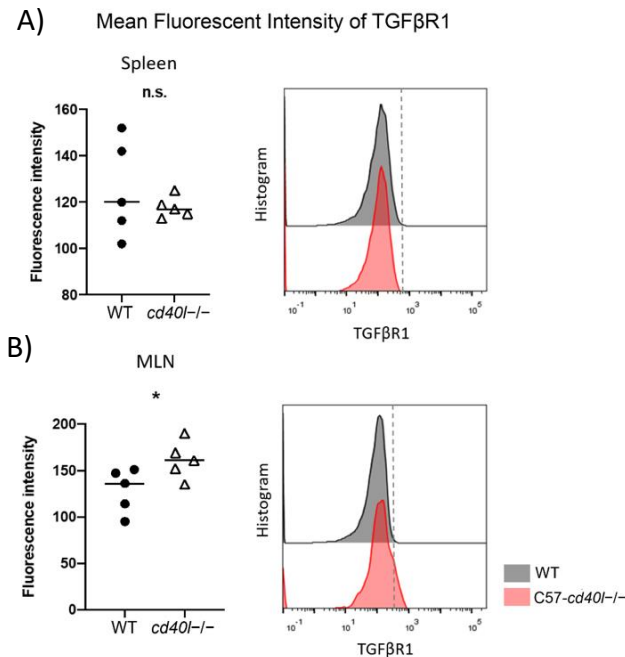 A) Mean Fluorescent Intensity of TGFβR1
Spleen
n.s.
Fluorescence intensity
160
140
120
100
80
WT cd40l−/−
Histogram
10⁻¹ 10¹ 10³ 10⁵
TGFβR1
B)
MLN
*
Fluorescence intensity
200
150
100
50
0
WT cd40l−/−
Histogram
10⁻¹ 10¹ 10³ 10⁵
TGFβR1
WT
C57-cd40l−/−